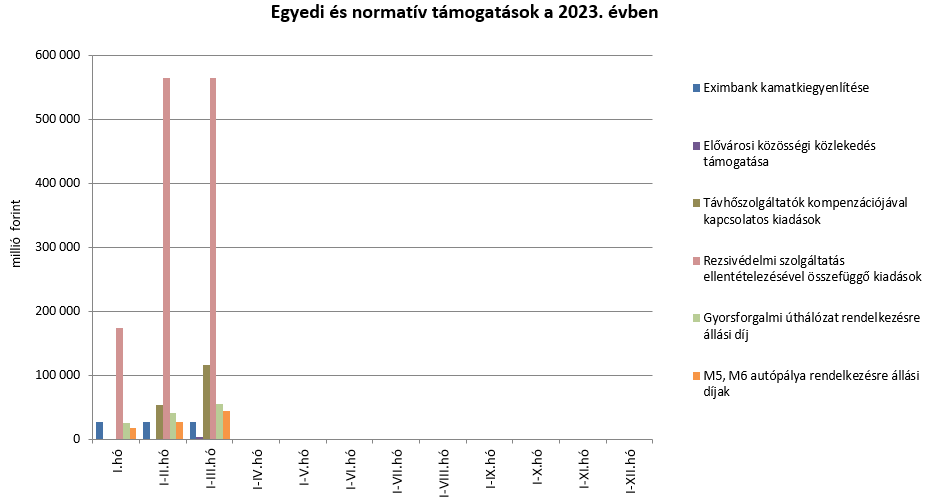 Egyedi és normatív támogatások a 2023. évben
600 000
500 000
400 000
300 000
200 000
100 000
0
millió forint
I.hó
I-II.hó
I-III.hó
I-IV.hó
I-V.hó
I-VI.hó
I-VII.hó
I-VIII.hó
I-IX.hó
I-X.hó
I-XI.hó
I-XII.hó
Eximbank kamatkiegyenlítése
Elővárosi közösségi közlekedés
támogatása
Távhőszolgáltatók kompenzációjával
kapcsolatos kiadások
Rezsivédelmi szolgáltatás
ellentételezésével összefüggő kiadások
Gyorsforgalmi úthálózat rendelkezésre
állási díj
M5, M6 autópálya rendelkezésre állási
díjak